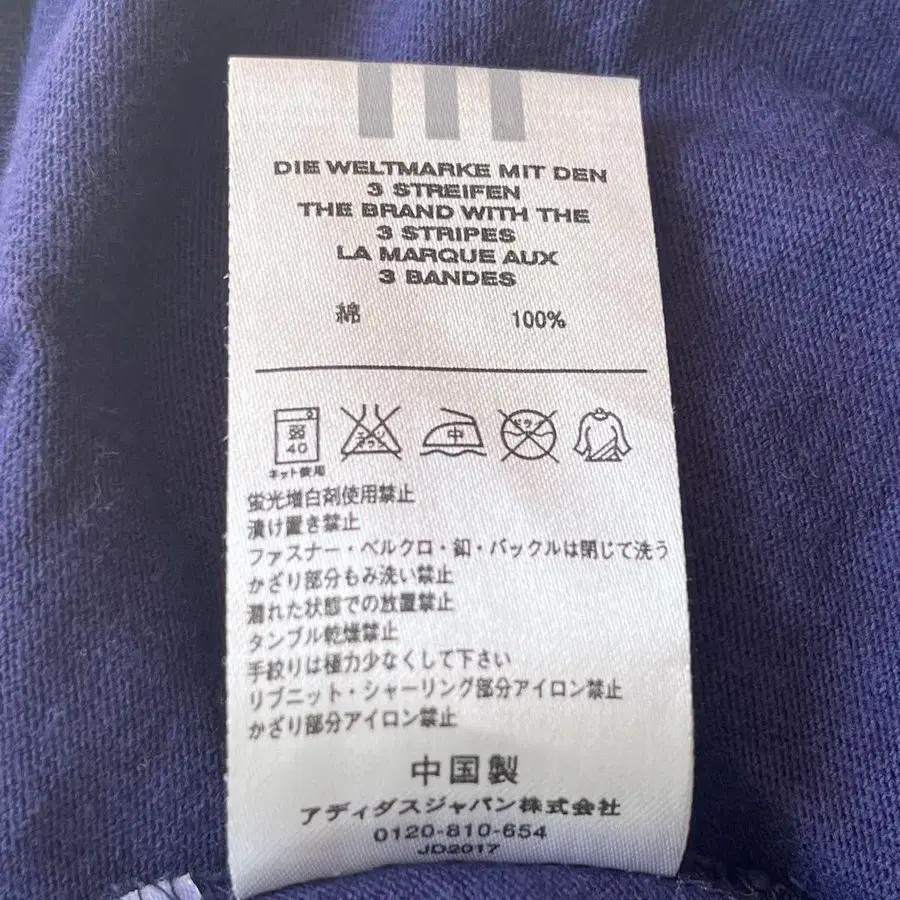 DIE WELTMARKE MIT DEN
3 STREIFEN
THE BRAND WITH THE
3 STRIPES
LA MARQUE AUX
3 BANDES
綿 100%
弱
40
中
ネット使用
蛍光増白剤使用禁止
漬け置き禁止
ファスナー・ベルクロ・釦・バックルは閉じて洗う
かざり部分もみ洗い禁止
濡れた状態での放置禁止
タンブル乾燥禁止
手絞りは極力少なくして下さい
リブニット・シャーリング部分アイロン禁止
かざり部分アイロン禁止
中国製
アディダスジャパン株式会社
0120-810-654
JD2017